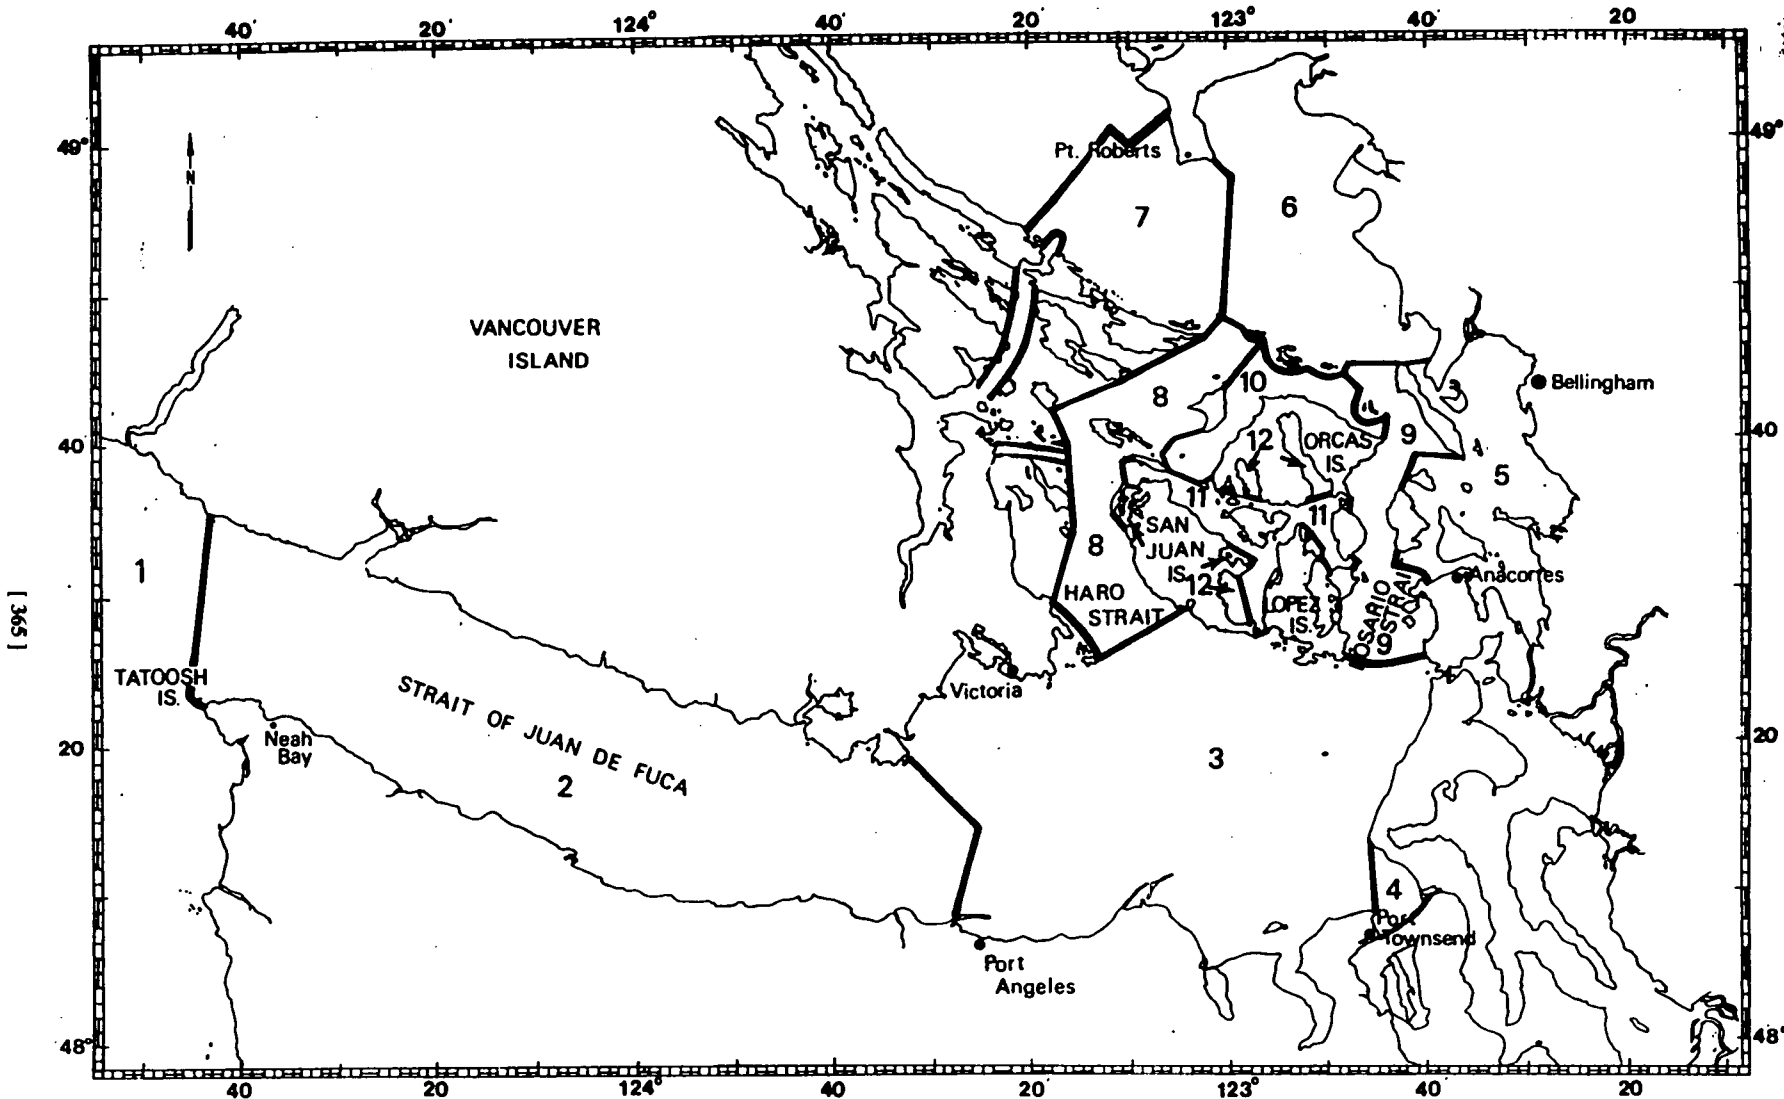 40' 20' 124° 40' 20' 123° 40' 20
49°
49°
N
Pt. Roberts
7
6
VANCOUVER
ISLAND
8
10
Bellingham
40
40
12
ORCAS
IS.
9
5
11
11
SAN
JUAN
IS.
8
1
12
Anacortes
HARO
STRAIT
LOPEZ
IS.
OSARIO
STRAIT
9
[ 365 ]
TATOOSH
IS.
Victoria
STRAIT OF JUAN DE FUCA
Neah
Bay
20
20
2
3
4
Port
Townsend
Port
Angeles
48°
48°
40 20 124° 40 20' 123° 40' 20